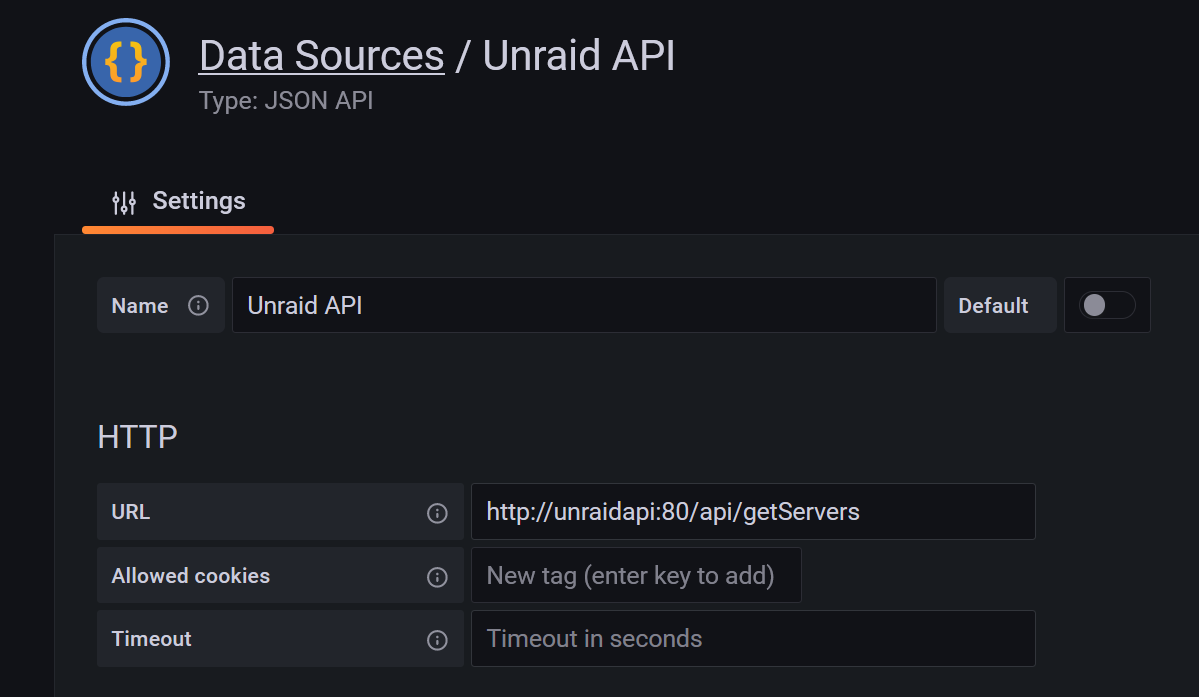 {}
Data Sources / Unraid API
Type: JSON API
Settings
Name Unraid API Default
HTTP
URL http://unraidapi:80/api/getServers
Allowed cookies New tag (enter key to add)
Timeout Timeout in seconds